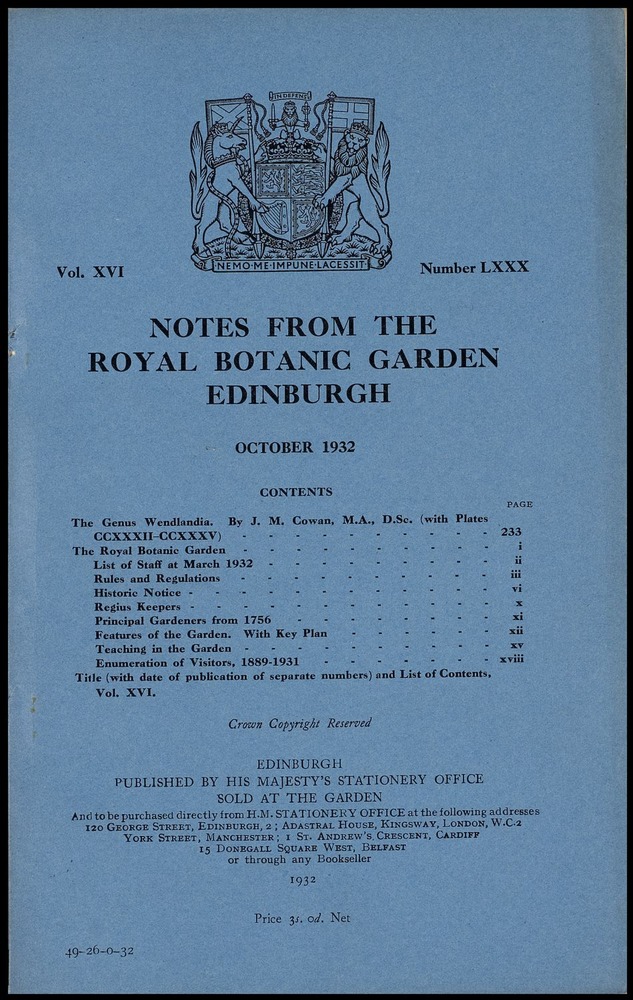 IN DEFENS
NEMO·ME·IMPUNE·LACESSIT
Vol. XVI
Number LXXX
NOTES FROM THE
ROYAL BOTANIC GARDEN
EDINBURGH
OCTOBER 1932
CONTENTS
PAGE
The Genus Wendlandia. By J. M. Cowan, M.A., D.Sc. (with Plates
CCXXXII–CCXXXV) - - - - - - - - - - 233
The Royal Botanic Garden - - - - - - - - - i
List of Staff at March 1932 - - - - - - - - - ii
Rules and Regulations - - - - - - - - - iii
Historic Notice - - - - - - - - - - - vi
Regius Keepers - - - - - - - - - - - x
Principal Gardeners from 1756 - - - - - - - - xi
Features of the Garden. With Key Plan - - - - - - xii
Teaching in the Garden - - - - - - - - - - xv
Enumeration of Visitors, 1889-1931 - - - - - - - xviii
Title (with date of publication of separate numbers) and List of Contents,
Vol. XVI.
Crown Copyright Reserved
EDINBURGH
PUBLISHED BY HIS MAJESTY'S STATIONERY OFFICE
SOLD AT THE GARDEN
And to be purchased directly from H.M. STATIONERY OFFICE at the following addresses
120 George Street, Edinburgh, 2 ; Adastral House, Kingsway, London, W.C.2
York Street, Manchester ; 1 St. Andrew's Crescent, Cardiff
15 Donegall Square West, Belfast
or through any Bookseller
1932
Price 3s. 0d. Net
49-26-0-32